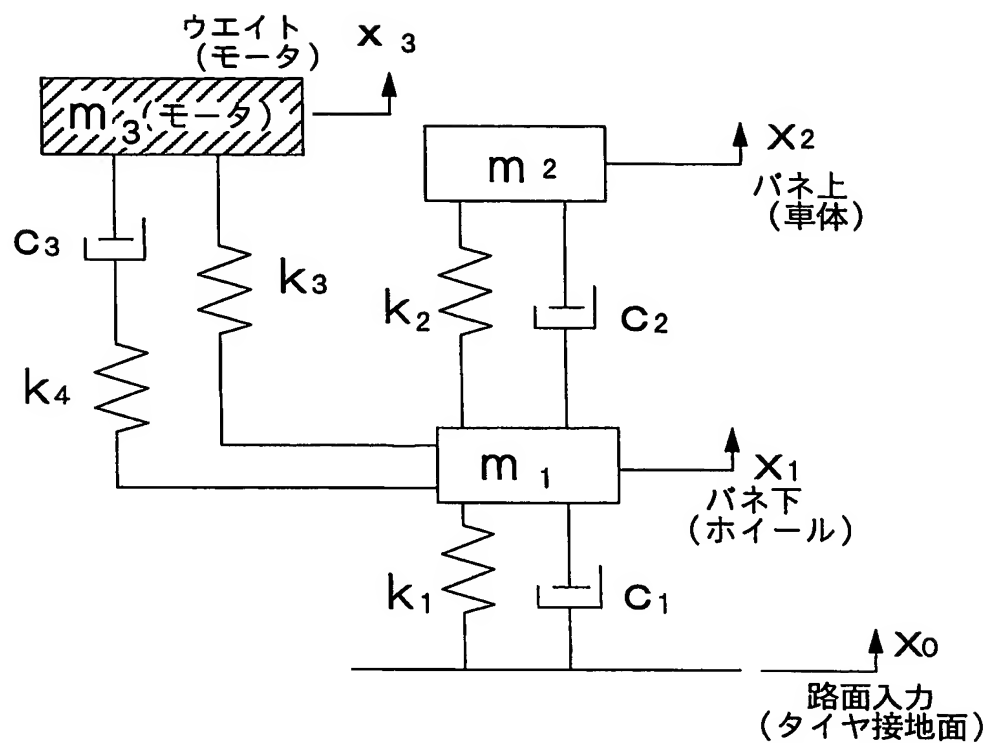 ウエイト
(モータ)
x 3
m 3(モータ)
m 2
x2
バネ上
(車体)
c3
k3
k2
c2
k4
m 1
x1
バネ下
(ホイール)
k1
c1
x0
路面入力
(タイヤ接地面)